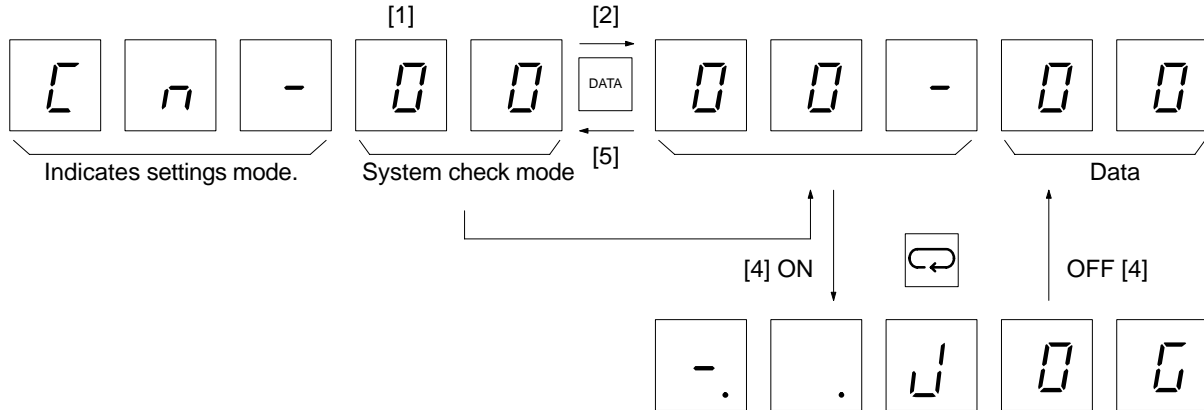 [1] [2]
C n - 0 0 DATA 0 0 - 0 0
[5]
Indicates settings mode. System check mode Data
[4] ON OFF [4]
-. . J 0 G